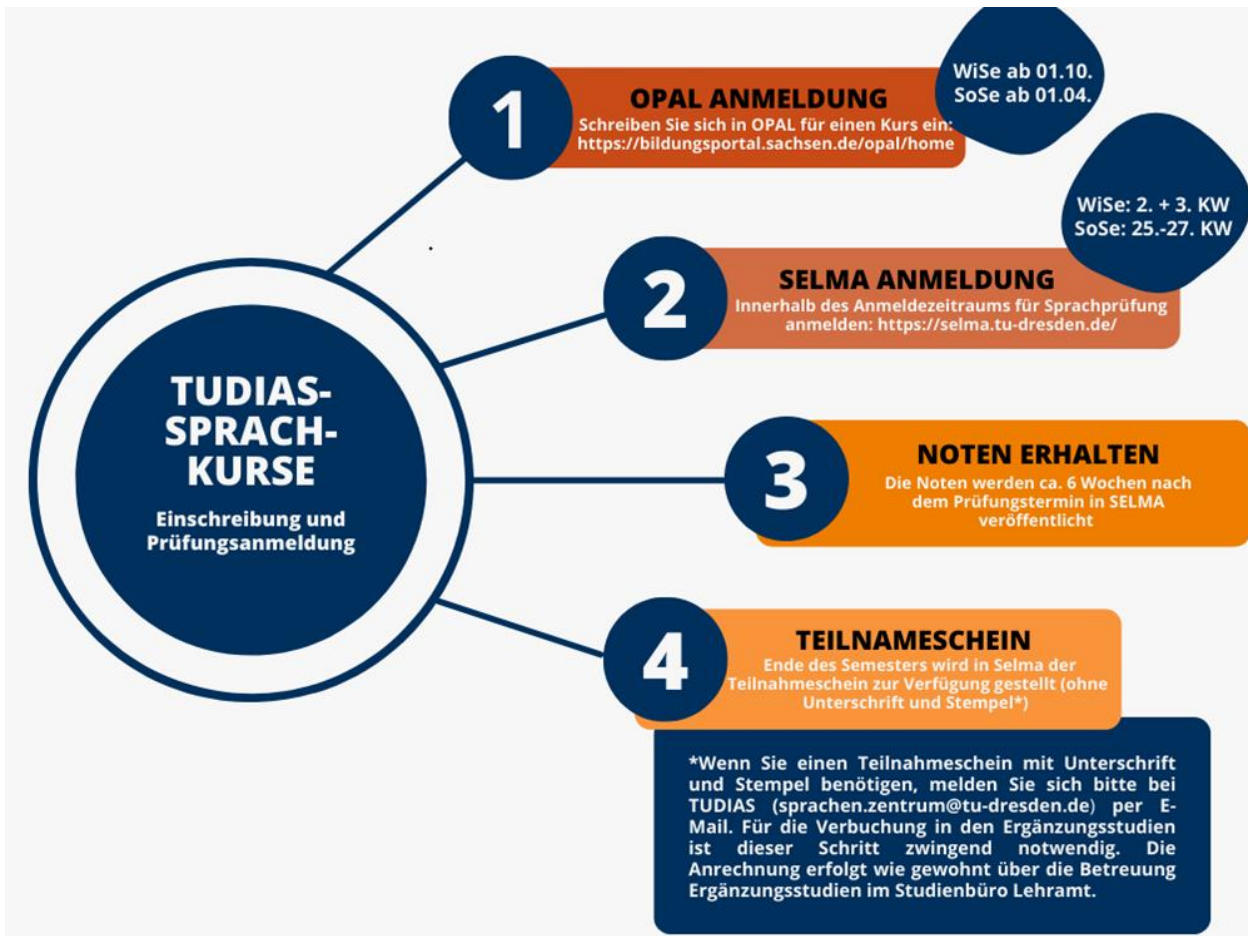 TUDIAS-
SPRACH-
KURSE
Einschreibung und
Prüfungsanmeldung
1
OPAL ANMELDUNG
Schreiben Sie sich in OPAL für einen Kurs ein:
https://bildungsportal.sachsen.de/opal/home
WiSe ab 01.10.
SoSe ab 01.04.
2
SELMA ANMELDUNG
Innerhalb des Anmeldezeitraums für Sprachprüfung
anmelden: https://selma.tu-dresden.de/
WiSe: 2. + 3. KW
SoSe: 25.-27. KW
3
NOTEN ERHALTEN
Die Noten werden ca. 6 Wochen nach
dem Prüfungstermin in SELMA
veröffentlicht
4
TEILNAMESCHEIN
Ende des Semesters wird in Selma der
Teilnahmeschein zur Verfügung gestellt (ohne
Unterschrift und Stempel*)
*Wenn Sie einen Teilnahmeschein mit Unterschrift
und Stempel benötigen, melden Sie sich bitte bei
TUDIAS (sprachen.zentrum@tu-dresden.de) per E-
Mail. Für die Verbuchung in den Ergänzungsstudien
ist dieser Schritt zwingend notwendig. Die
Anrechnung erfolgt wie gewohnt über die Betreuung
Ergänzungsstudien im Studienbüro Lehramt.